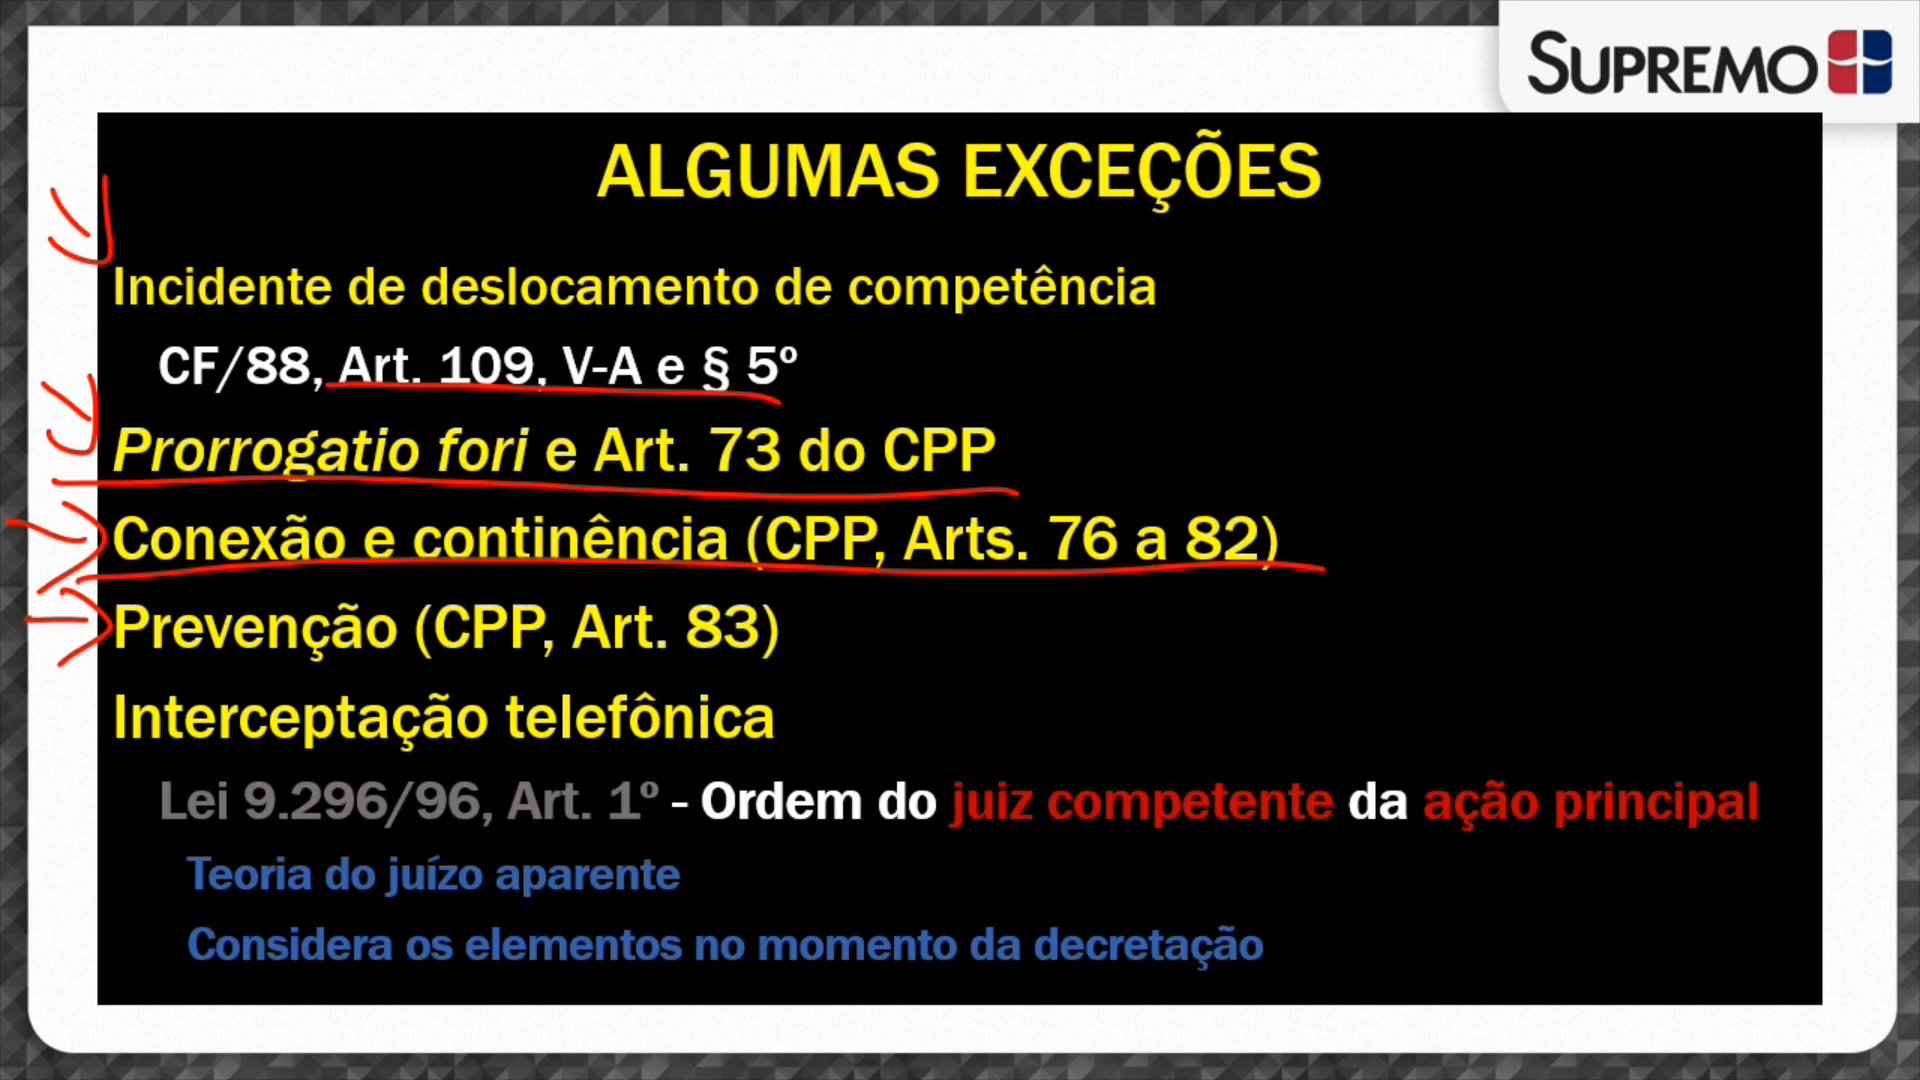 SUPREMO
ALGUMAS EXCEÇÕES
Incidente de deslocamento de competência
CF/88, Art. 109, V-A e § 5º
Prorrogatio fori e Art. 73 do CPP
Conexão e continência (CPP, Arts. 76 a 82)
Prevenção (CPP, Art. 83)
Interceptação telefônica
Lei 9.296/96, Art. 1º - Ordem do juiz competente da ação principal
Teoria do juízo aparente
Considera os elementos no momento da decretação